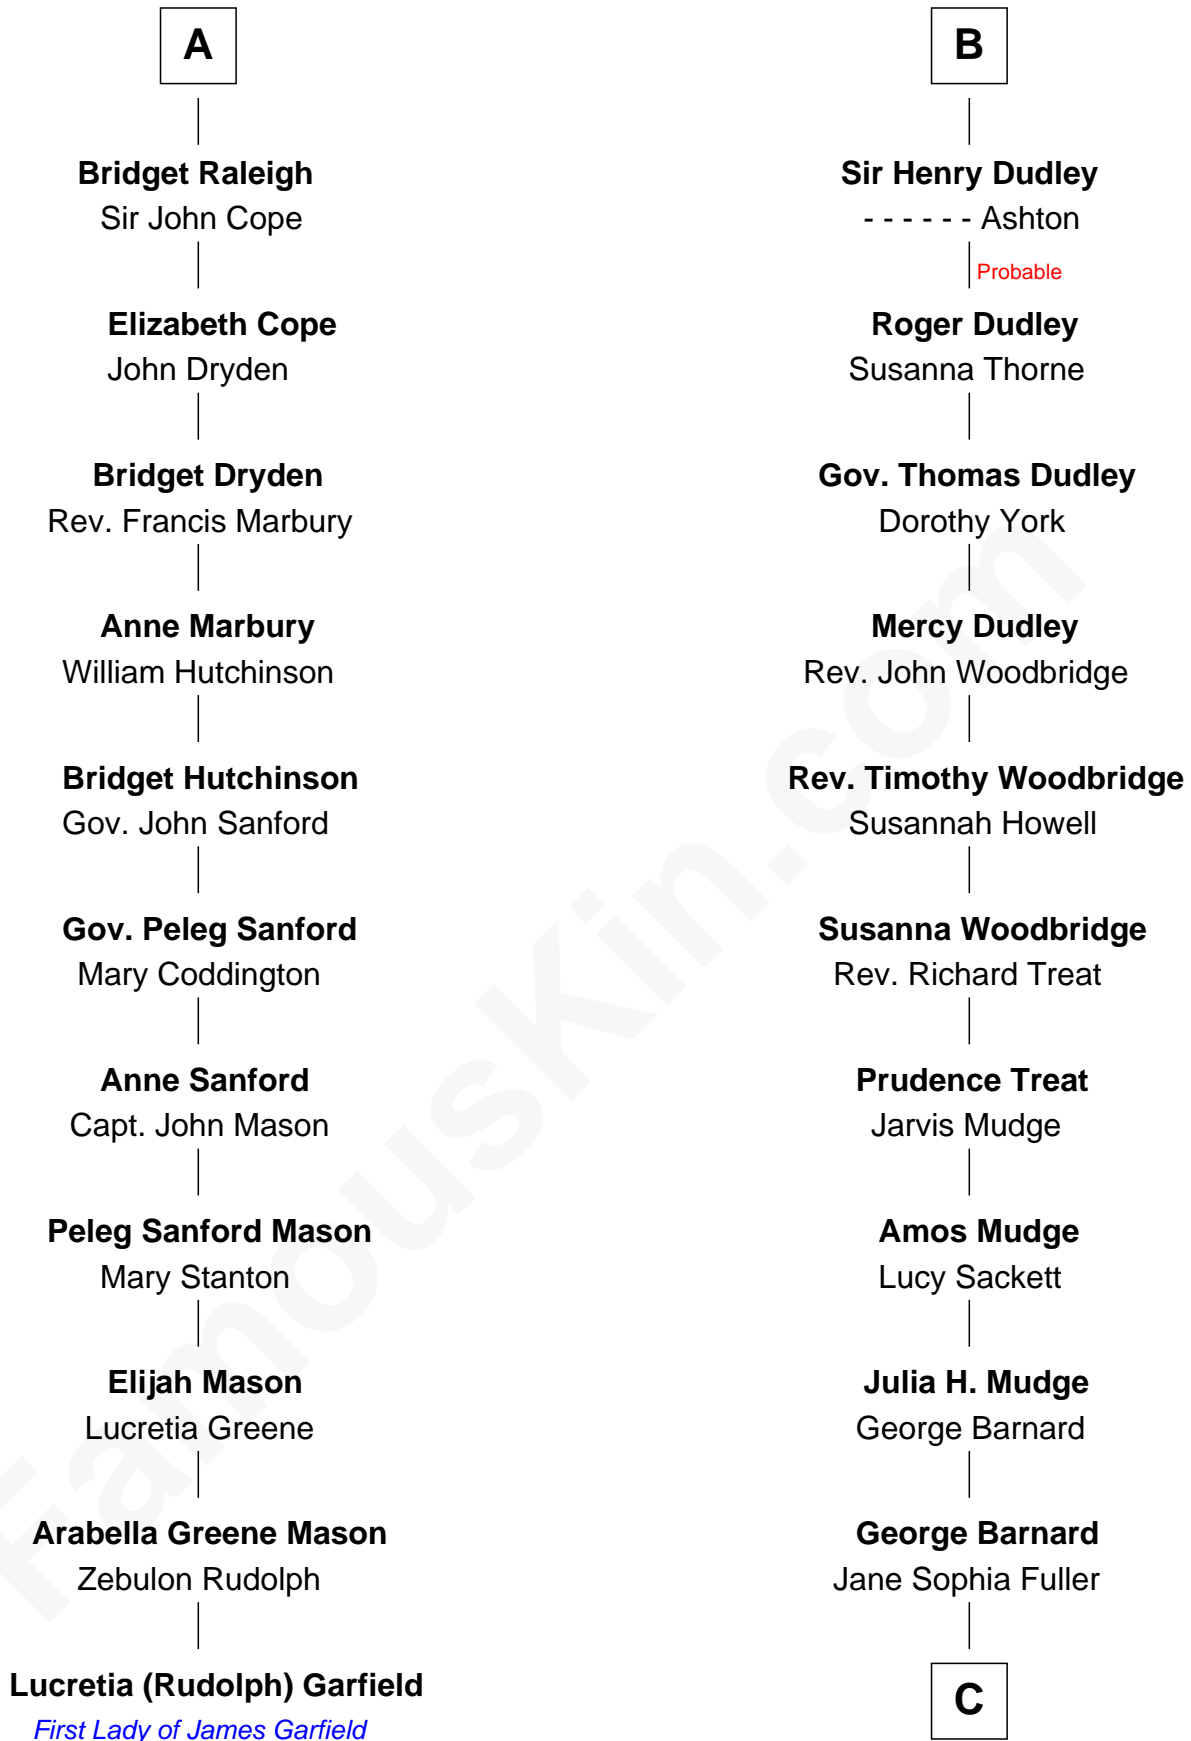 A
Bridget Raleigh
Sir John Cope
Elizabeth Cope
John Dryden
Bridget Dryden
Rev. Francis Marbury
Anne Marbury
William Hutchinson
Bridget Hutchinson
Gov. John Sanford
Gov. Peleg Sanford
Mary Coddington
Anne Sanford
Capt. John Mason
Peleg Sanford Mason
Mary Stanton
Elijah Mason
Lucretia Greene
Arabella Greene Mason
Zebulon Rudolph
Lucretia (Rudolph) Garfield
First Lady of James Garfield
B
Sir Henry Dudley
- - - - - - Ashton
Probable
Roger Dudley
Susanna Thorne
Gov. Thomas Dudley
Dorothy York
Mercy Dudley
Rev. John Woodbridge
Rev. Timothy Woodbridge
Susannah Howell
Susanna Woodbridge
Rev. Richard Treat
Prudence Treat
Jarvis Mudge
Amos Mudge
Lucy Sackett
Julia H. Mudge
George Barnard
George Barnard
Jane Sophia Fuller
C
FamousKin.com